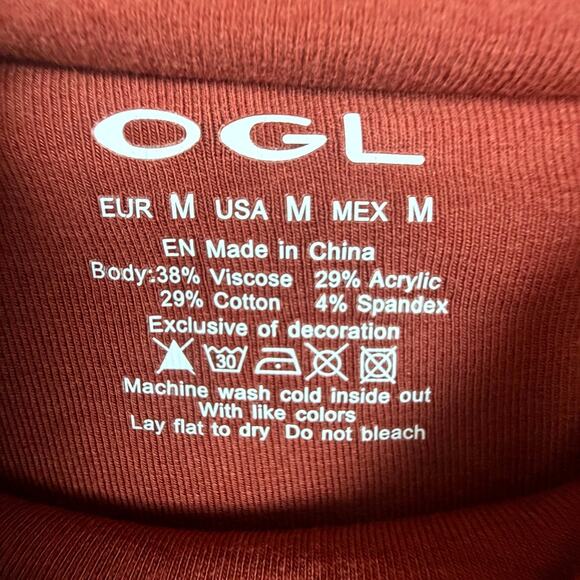 OGL
EUR M USA M MEX M
EN Made in China
Body:38% Viscose 29% Acrylic
29% Cotton 4% Spandex
Exclusive of decoration
30
Machine wash cold inside out
With like colors
Lay flat to dry Do not bleach